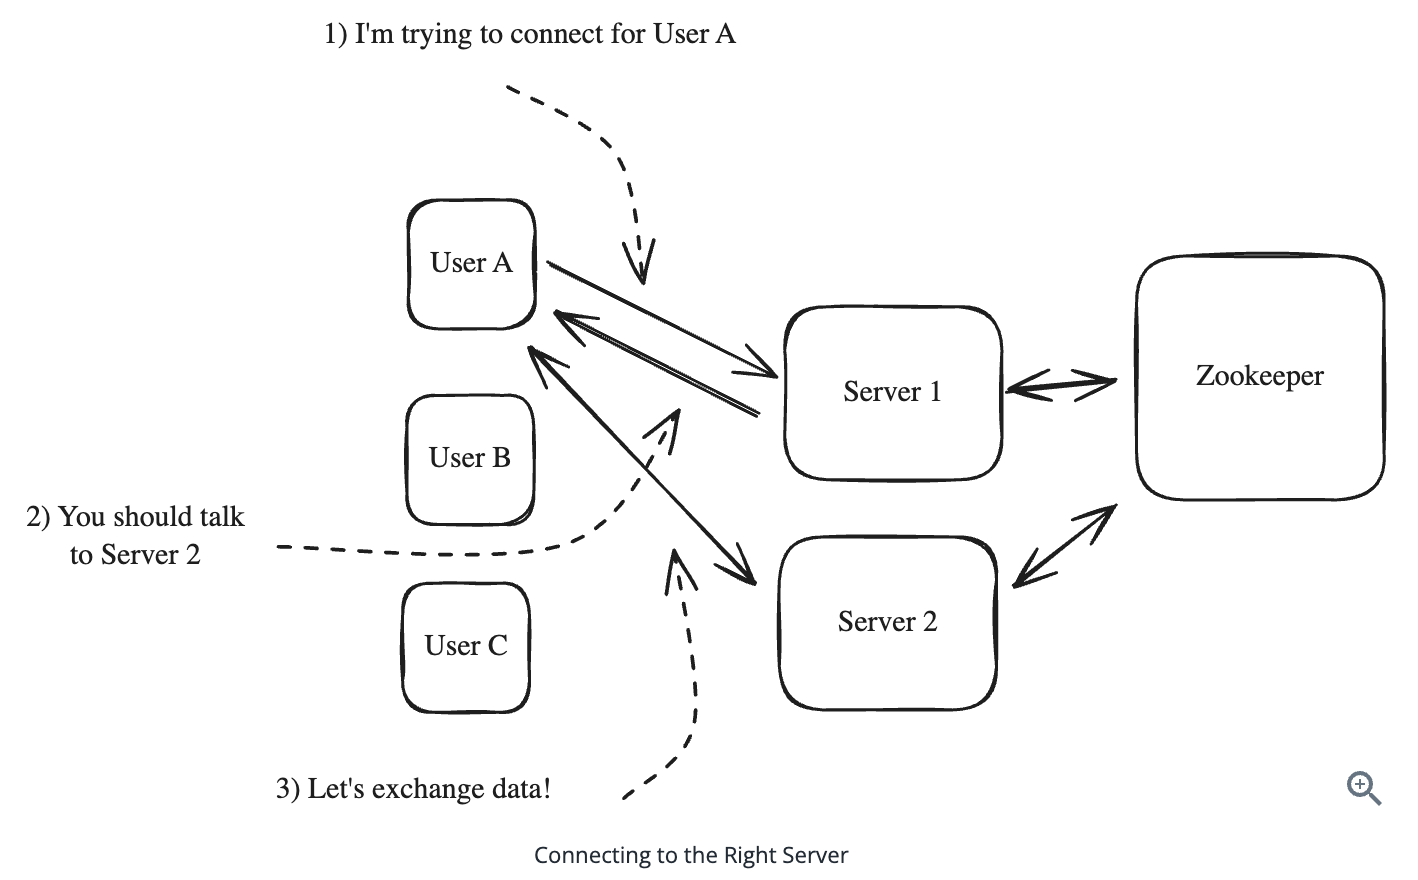 1) I'm trying to connect for User A
User A
Server 1
Zookeeper
User B
2) You should talk
to Server 2
Server 2
User C
3) Let's exchange data!
Connecting to the Right Server